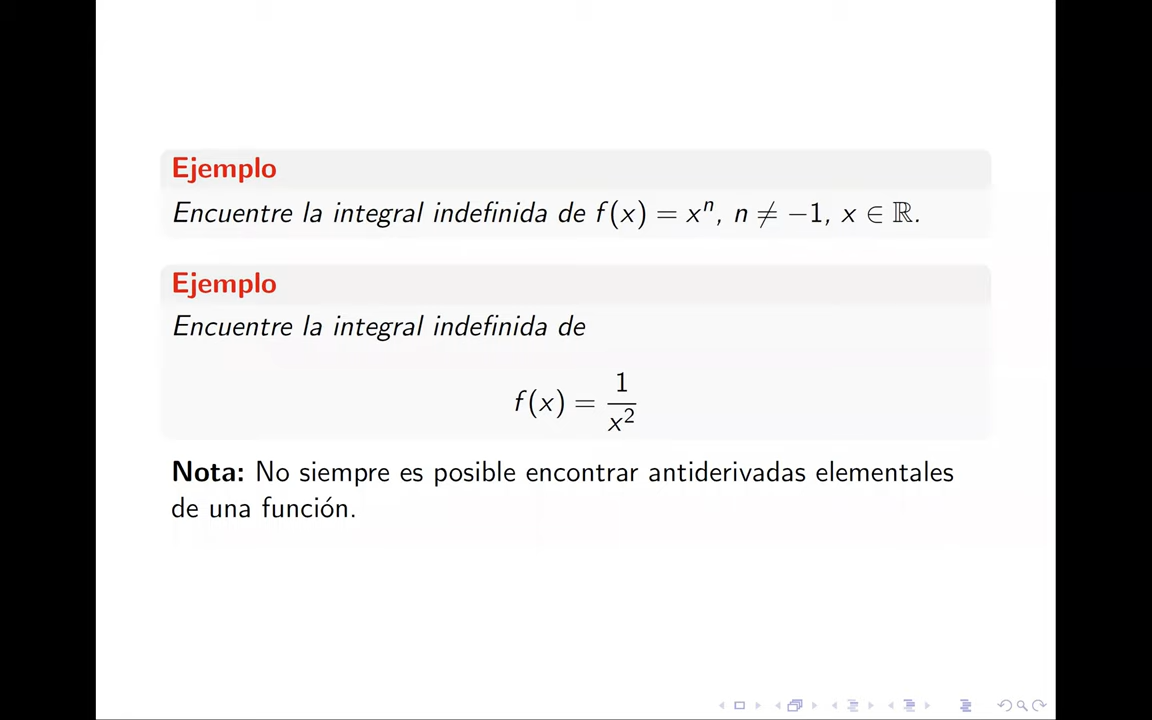 Ejemplo
Encuentre la integral indefinida de f(x) = xⁿ, n ≠ −1, x ∈ ℝ.
Ejemplo
Encuentre la integral indefinida de
f(x) = 1/x²
Nota: No siempre es posible encontrar antiderivadas elementales
de una función.